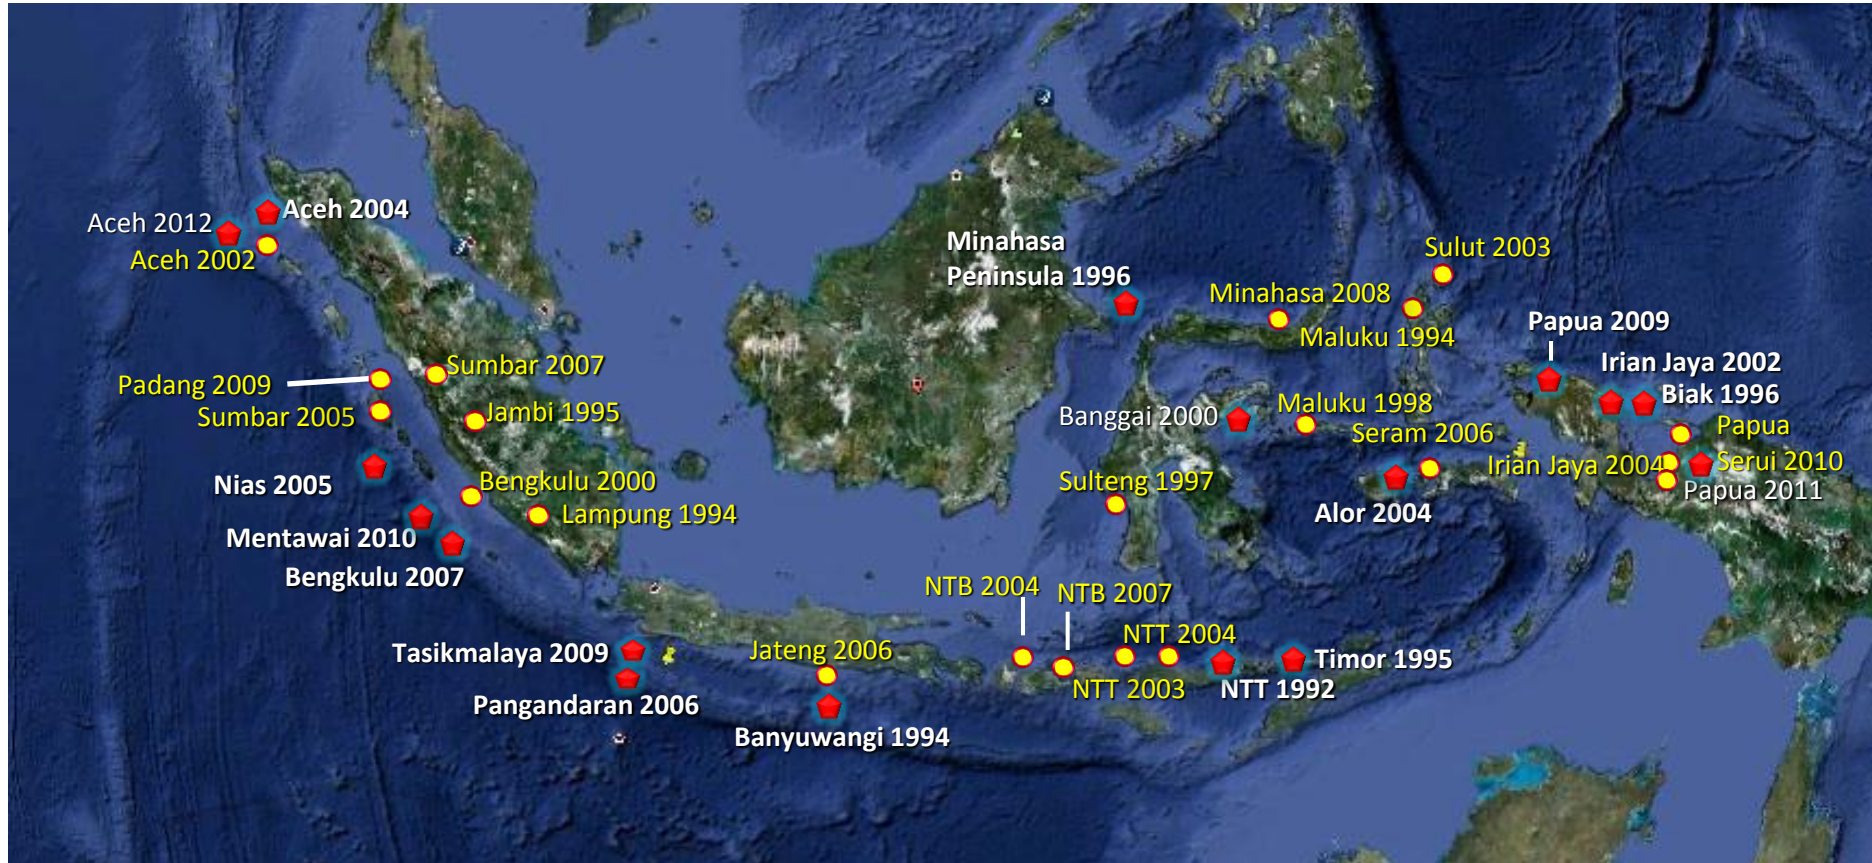 Aceh 2012
Aceh 2004
Aceh 2002
Minahasa
Peninsula 1996
Sulut 2003
Minahasa 2008
Maluku 1994
Papua 2009
Irian Jaya 2002
Biak 1996
Padang 2009
Sumbar 2007
Sumbar 2005
Jambi 1995
Banggai 2000
Maluku 1998
Seram 2006
Papua
Irian Jaya 2004
Serui 2010
Papua 2011
Nias 2005
Bengkulu 2000
Lampung 1994
Sulteng 1997
Alor 2004
Mentawai 2010
Bengkulu 2007
NTB 2004
NTB 2007
NTT 2004
Tasikmalaya 2009
Jateng 2006
Timor 1995
NTT 2003
NTT 1992
Pangandaran 2006
Banyuwangi 1994